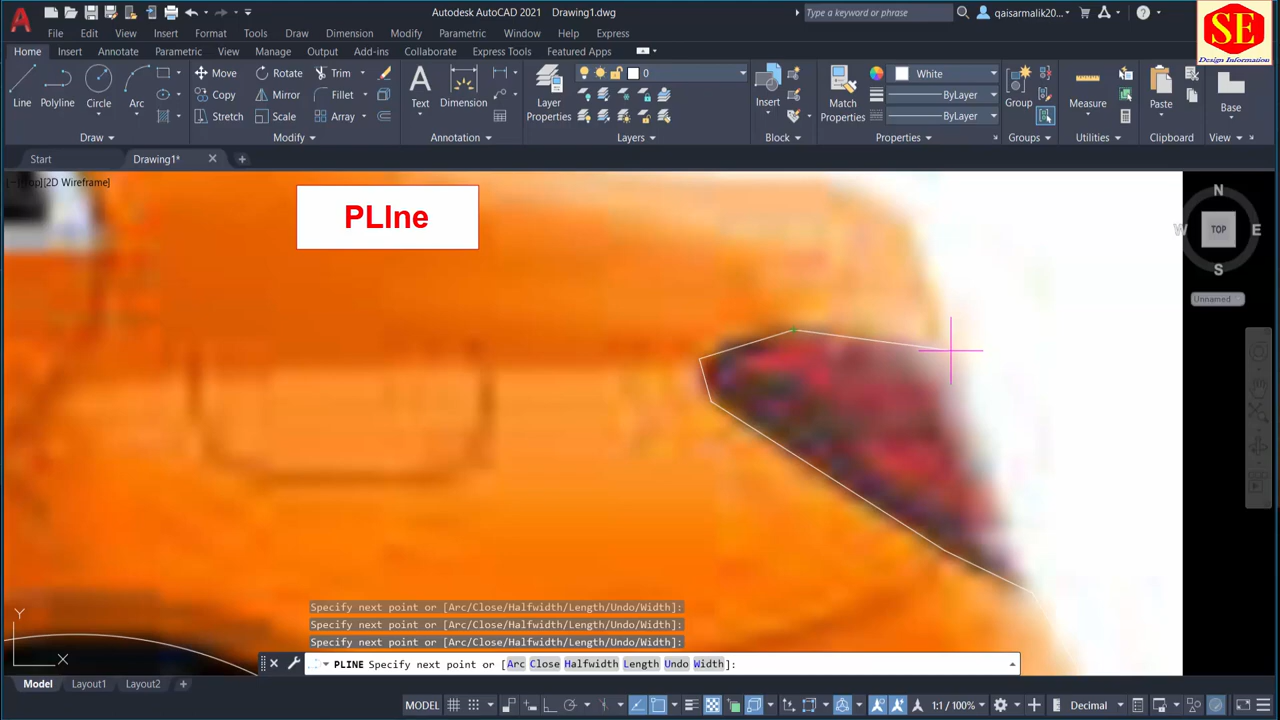 Autodesk AutoCAD 2021 Drawing1.dwg
Type a keyword or phrase
qaisarmalik20...
SE
Design Information
File Edit View Insert Format Tools Draw Dimension Modify Parametric Window Help Express
Home Insert Annotate Parametric View Manage Output Add-ins Collaborate Express Tools Featured Apps
Line Polyline Circle Arc
Move Rotate Trim
Copy Mirror Fillet
Stretch Scale Array
Text Dimension
Layer Properties
0
Insert
Match Properties
White
ByLayer
ByLayer
Group
Measure
Paste
Base
Draw Modify Annotation Layers Block Properties Groups Utilities Clipboard View
Start Drawing1*
[−][Top][2D Wireframe]
PLIne
N
W TOP E
S
Unnamed
Specify next point or [Arc/Close/Halfwidth/Length/Undo/Width]:
Specify next point or [Arc/Close/Halfwidth/Length/Undo/Width]:
Specify next point or [Arc/Close/Halfwidth/Length/Undo/Width]:
Y
X
PLINE Specify next point or [Arc Close Halfwidth Length Undo Width]:
Model Layout1 Layout2
MODEL 1:1 / 100% Decimal